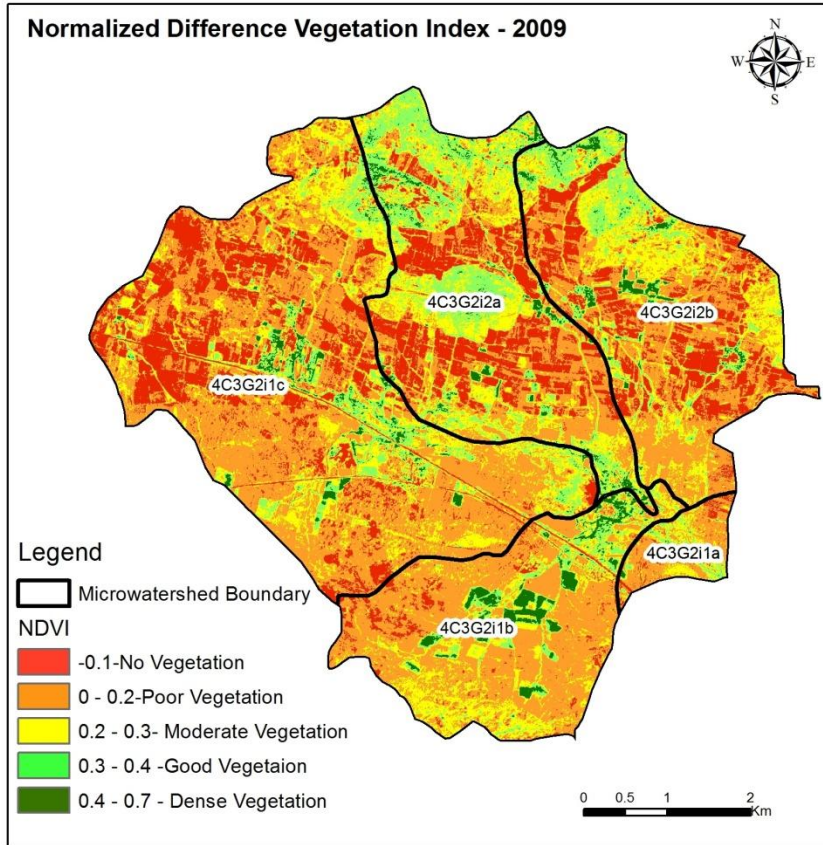 Normalized Difference Vegetation Index - 2009
N
W
E
S
4C3G2i2a
4C3G2i2b
4C3G2i1c
4C3G2i1a
4C3G2i1b
Legend
Microwatershed Boundary
NDVI
-0.1-No Vegetation
0 - 0.2-Poor Vegetation
0.2 - 0.3- Moderate Vegetation
0.3 - 0.4 -Good Vegetaion
0.4 - 0.7 - Dense Vegetation
0 0.5 1 2
Km